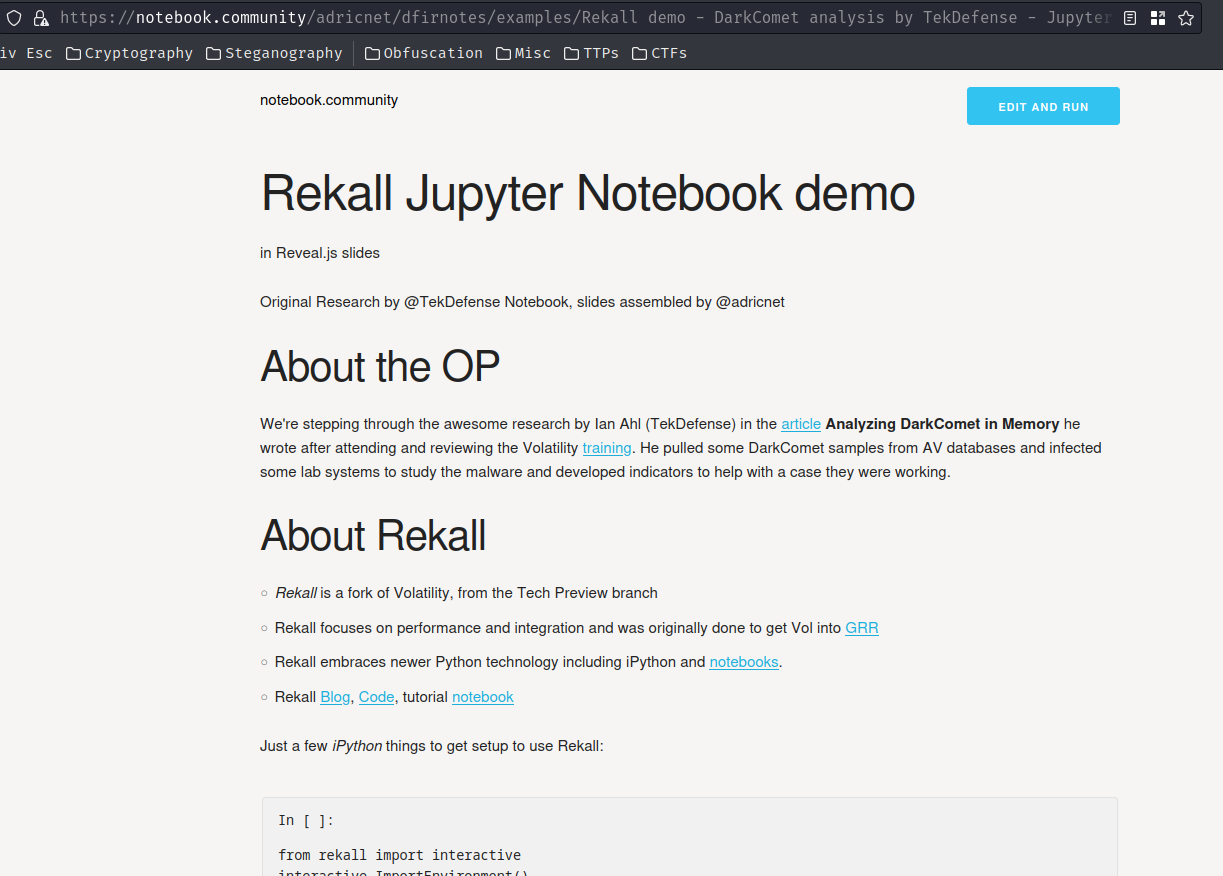 https://notebook.community/adricnet/dfirnotes/examples/Rekall demo - DarkComet analysis by TekDefense - Jupyter
iv Esc Cryptography Steganography Obfuscation Misc TTPs CTFs
notebook.community
EDIT AND RUN
Rekall Jupyter Notebook demo
in Reveal.js slides
Original Research by @TekDefense Notebook, slides assembled by @adricnet
About the OP
We're stepping through the awesome research by Ian Ahl (TekDefense) in the article Analyzing DarkComet in Memory he
wrote after attending and reviewing the Volatility training. He pulled some DarkComet samples from AV databases and infected
some lab systems to study the malware and developed indicators to help with a case they were working.
About Rekall
Rekall is a fork of Volatility, from the Tech Preview branch
Rekall focuses on performance and integration and was originally done to get Vol into GRR
Rekall embraces newer Python technology including iPython and notebooks.
Rekall Blog, Code, tutorial notebook
Just a few iPython things to get setup to use Rekall:
In [ ]:
from rekall import interactive
interactive.ImportEnvironment()